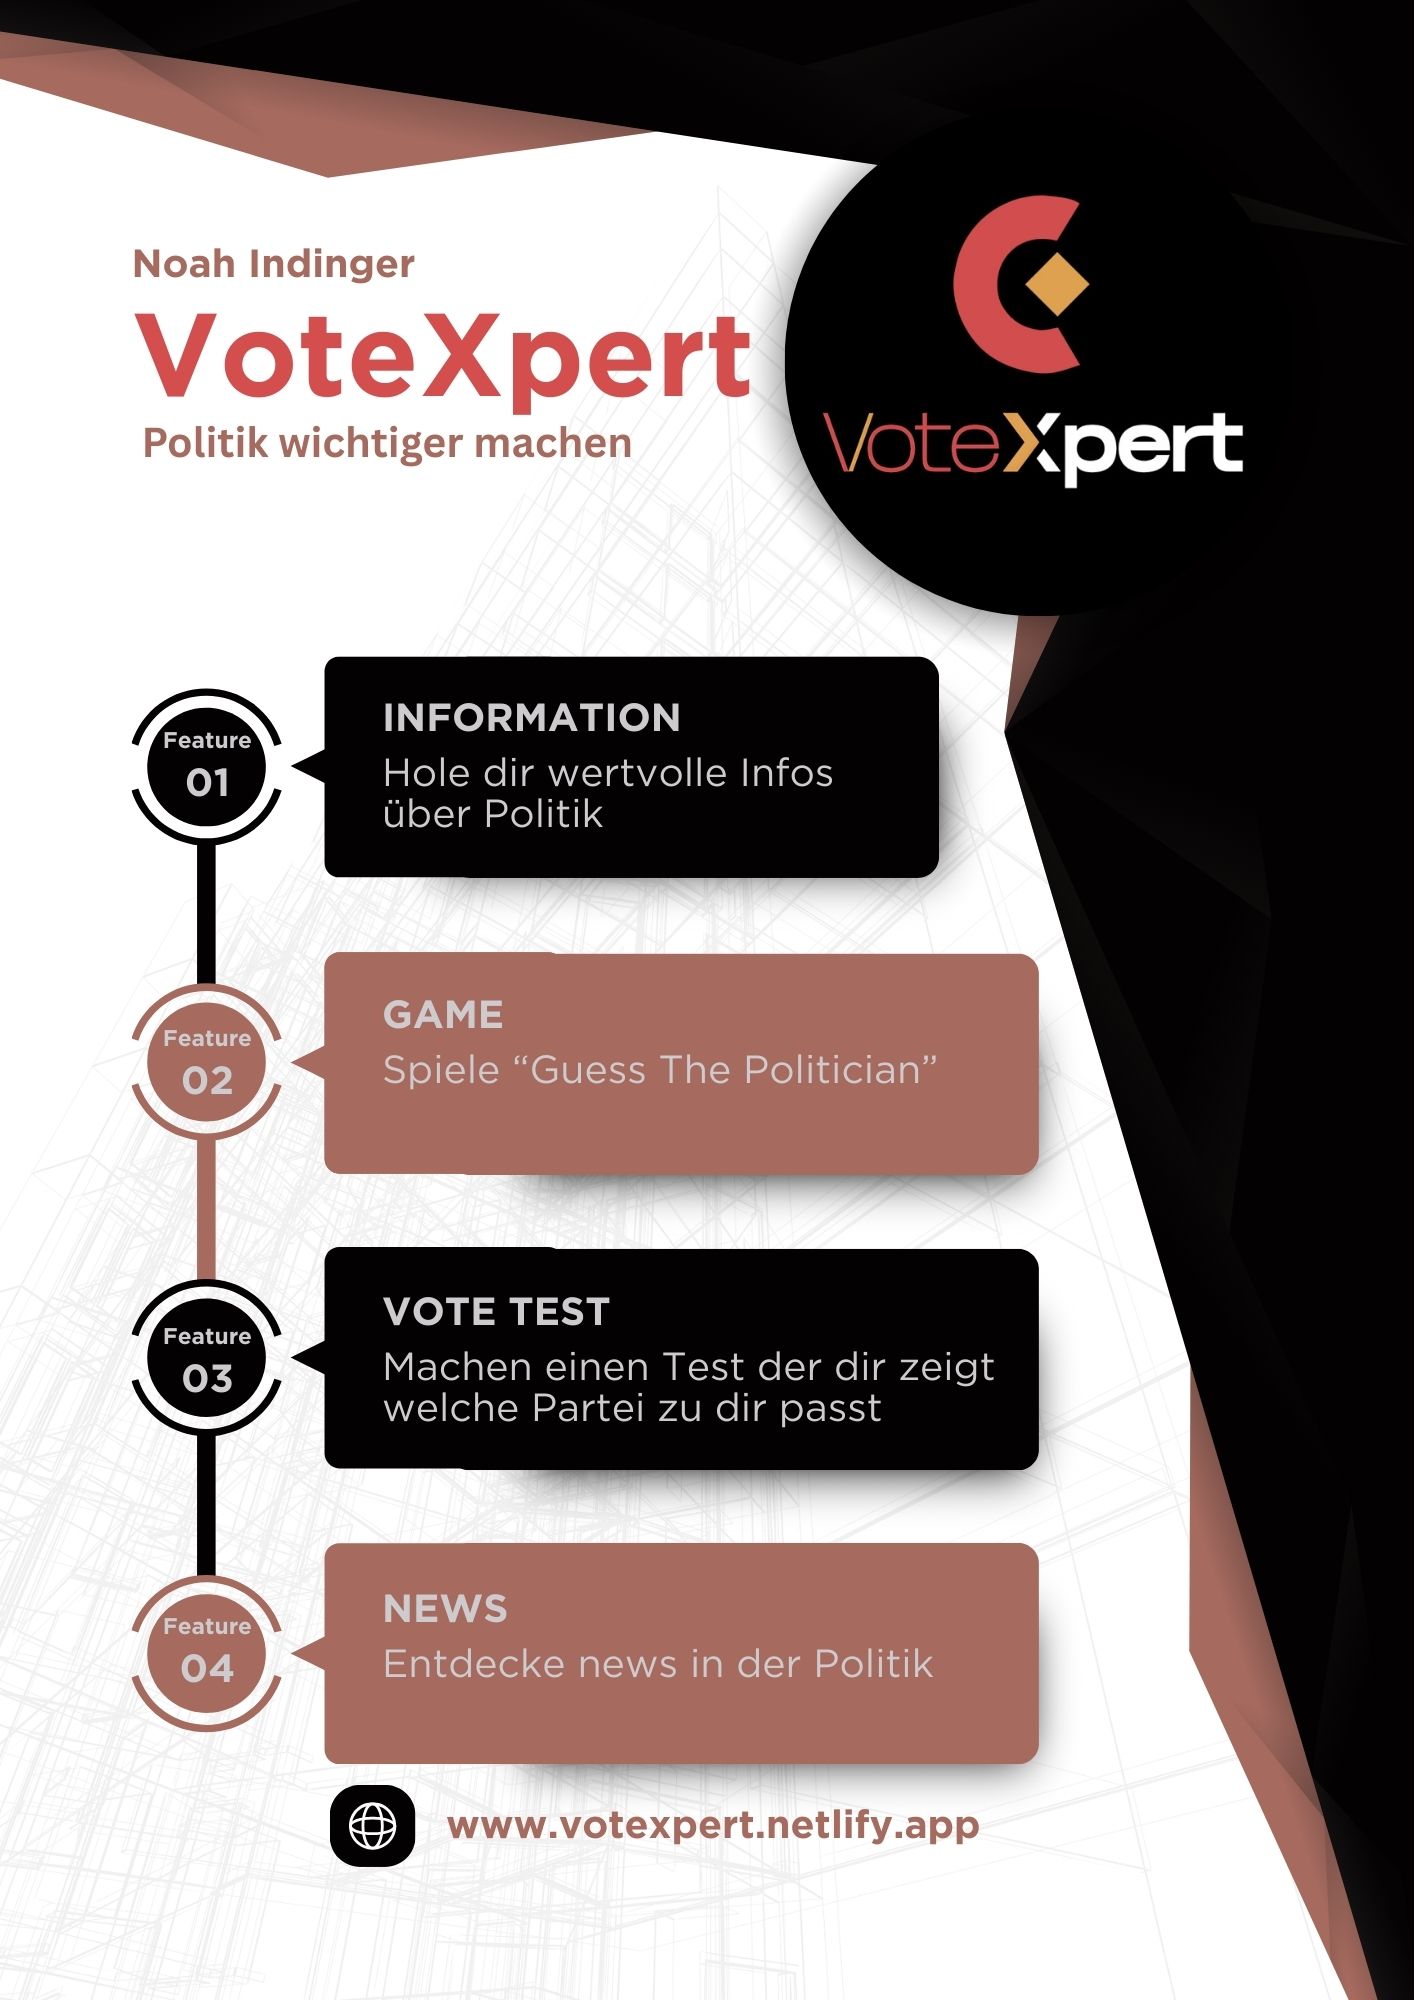 Noah Indinger
VoteXpert
Politik wichtiger machen
VoteXpert
Feature
01
INFORMATION
Hole dir wertvolle Infos
über Politik
Feature
02
GAME
Spiele “Guess The Politician”
Feature
03
VOTE TEST
Machen einen Test der dir zeigt
welche Partei zu dir passt
Feature
04
NEWS
Entdecke news in der Politik
www.votexpert.netlify.app